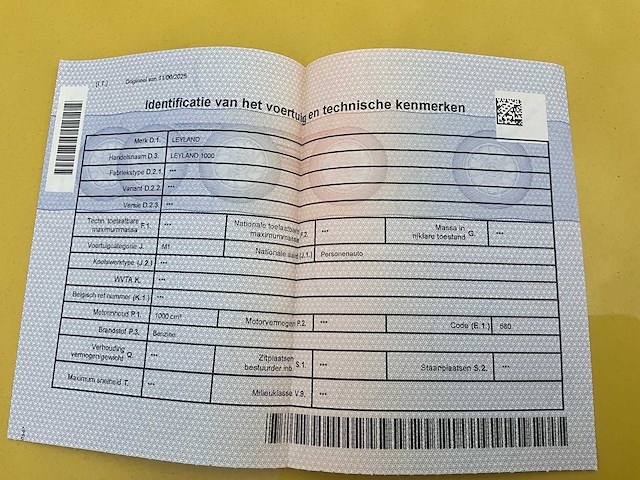 [I.T.] Origineel van 11/06/2025
Identificatie van het voertuig en technische kenmerken
Merk D.1. LEYLAND
Handelsnaam D.3. LEYLAND 1000
Fabriekstype D.2.1. ***
Variant D.2.2. ***
Versie D.2.3. ***
Techn. toelaatbare maximummassa F.1. *** Nationale toelaatbare maximummassa F.2. *** Massa in rijklare toestand G. ***
Voertuigcategorie J. M1 Nationale aard (J.1.) Personenauto
Koetswerktype (J.2.) ***
WVTA K. ***
Belgisch ref nummer (K.1.) ***
Motorinhoud P.1. 1000 cm³ Motorvermogen P.2. *** Code (E.1.) 680
Brandstof P.3. Benzine
Verhouding vermogen/gewicht Q. *** Zitplaatsen bestuurder inb. S.1. *** Staanplaatsen S.2. ***
Maximum snelheid T. *** Milieuklasse V.9. ***